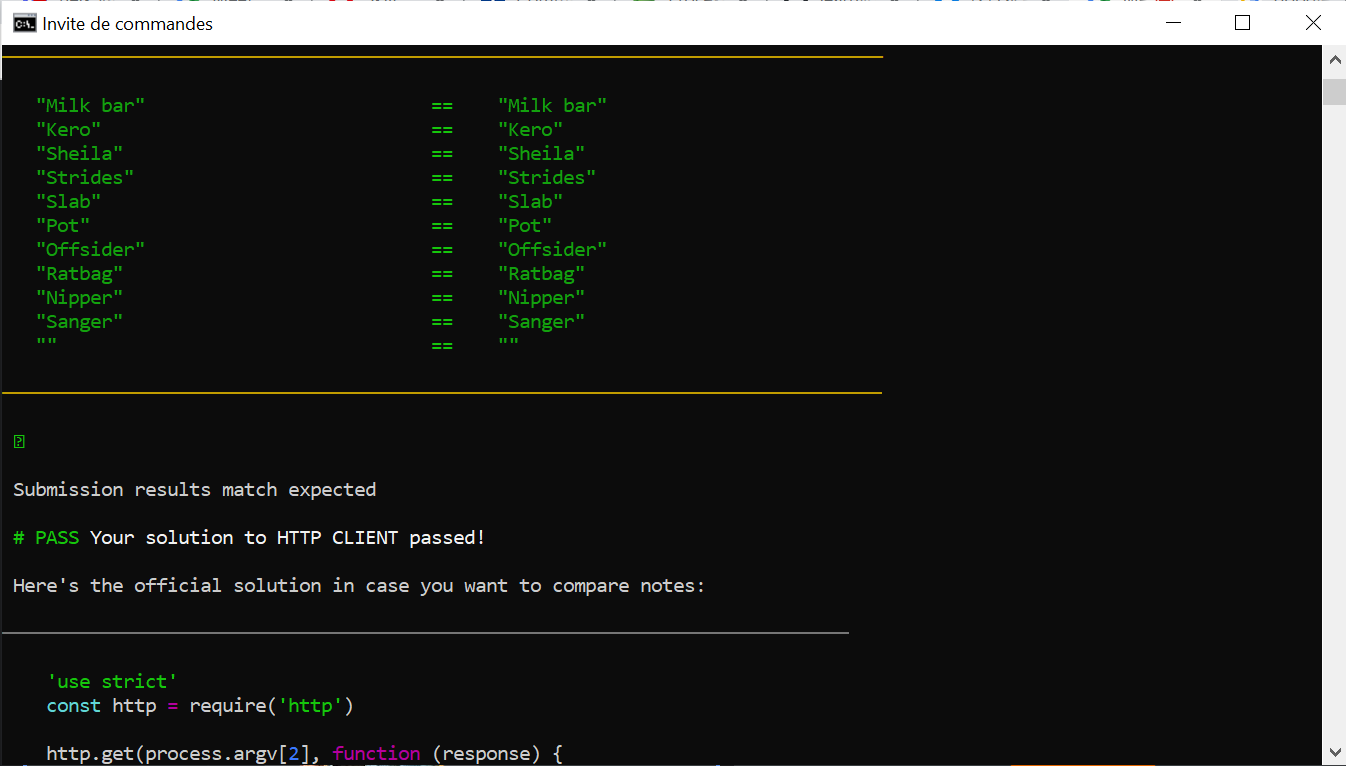 Invite de commandes
"Milk bar" == "Milk bar"
"Kero" == "Kero"
"Sheila" == "Sheila"
"Strides" == "Strides"
"Slab" == "Slab"
"Pot" == "Pot"
"Offsider" == "Offsider"
"Ratbag" == "Ratbag"
"Nipper" == "Nipper"
"Sanger" == "Sanger"
"" == ""
Submission results match expected
# PASS Your solution to HTTP CLIENT passed!
Here's the official solution in case you want to compare notes:
'use strict'
const http = require('http')
http.get(process.argv[2], function (response) {